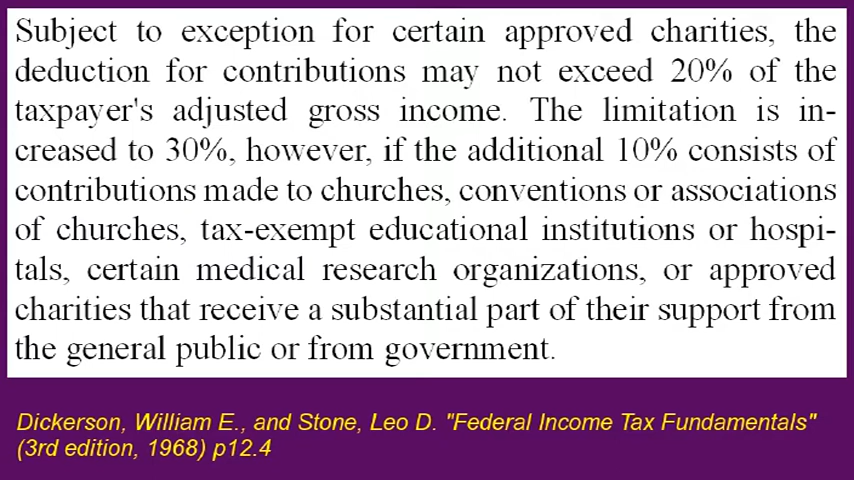 Subject to exception for certain approved charities, the
deduction for contributions may not exceed 20% of the
taxpayer's adjusted gross income. The limitation is in-
creased to 30%, however, if the additional 10% consists of
contributions made to churches, conventions or associations
of churches, tax-exempt educational institutions or hospi-
tals, certain medical research organizations, or approved
charities that receive a substantial part of their support from
the general public or from government.
Dickerson, William E., and Stone, Leo D. "Federal Income Tax Fundamentals"
(3rd edition, 1968) p12.4